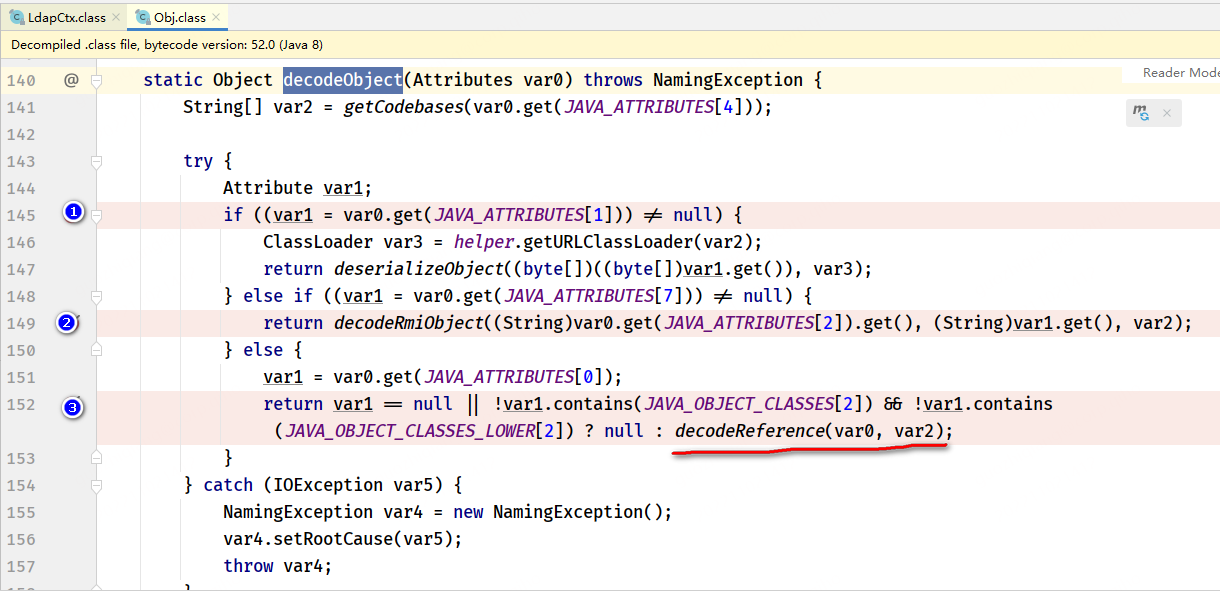 LdapCtx.class × Obj.class ×
Decompiled .class file, bytecode version: 52.0 (Java 8)
Reader Mode
140 @ static Object decodeObject(Attributes var0) throws NamingException {
141 String[] var2 = getCodebases(var0.get(JAVA_ATTRIBUTES[4]));
142
143 try {
144 Attribute var1;
145 1 if ((var1 = var0.get(JAVA_ATTRIBUTES[1])) ≠ null) {
146 ClassLoader var3 = helper.getURLClassLoader(var2);
147 return deserializeObject((byte[])((byte[])var1.get()), var3);
148 } else if ((var1 = var0.get(JAVA_ATTRIBUTES[7])) ≠ null) {
149 2 return decodeRmiObject((String)var0.get(JAVA_ATTRIBUTES[2]).get(), (String)var1.get(), var2);
150 } else {
151 var1 = var0.get(JAVA_ATTRIBUTES[0]);
152 3 return var1 == null || !var1.contains(JAVA_OBJECT_CLASSES[2]) && !var1.contains
(JAVA_OBJECT_CLASSES_LOWER[2]) ? null : decodeReference(var0, var2);
153 }
154 } catch (IOException var5) {
155 NamingException var4 = new NamingException();
156 var4.setRootCause(var5);
157 throw var4;